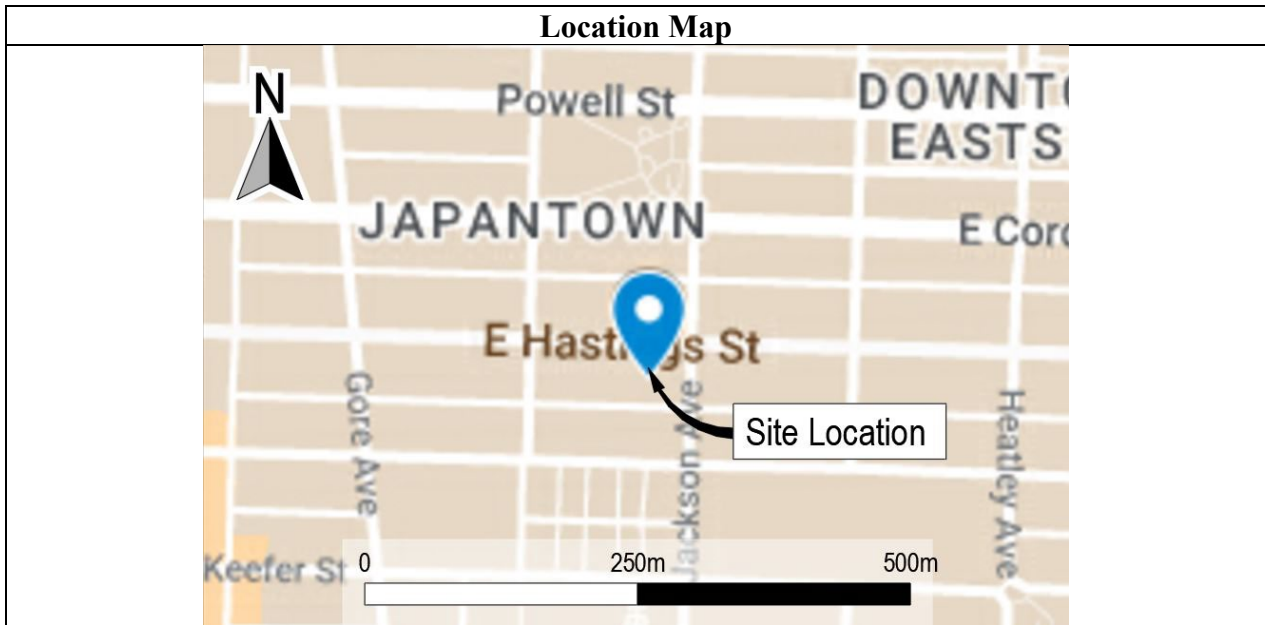 Location Map
N
Powell St
DOWNT
EASTS
JAPANTOWN
E Cor
E Hast gs St
Gore Ave
Jackson Ave
Heatley Ave
Site Location
Keefer St
0 250m 500m